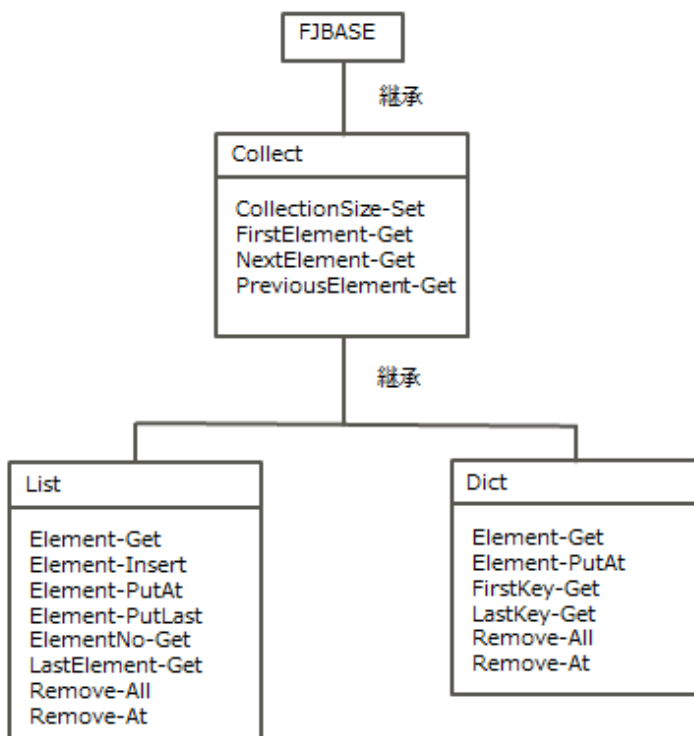 FJBASE
継承
Collect
CollectionSize-Set
FirstElement-Get
NextElement-Get
PreviousElement-Get
継承
List
Element-Get
Element-Insert
Element-PutAt
Element-PutLast
ElementNo-Get
LastElement-Get
Remove-All
Remove-At
Dict
Element-Get
Element-PutAt
FirstKey-Get
LastKey-Get
Remove-All
Remove-At